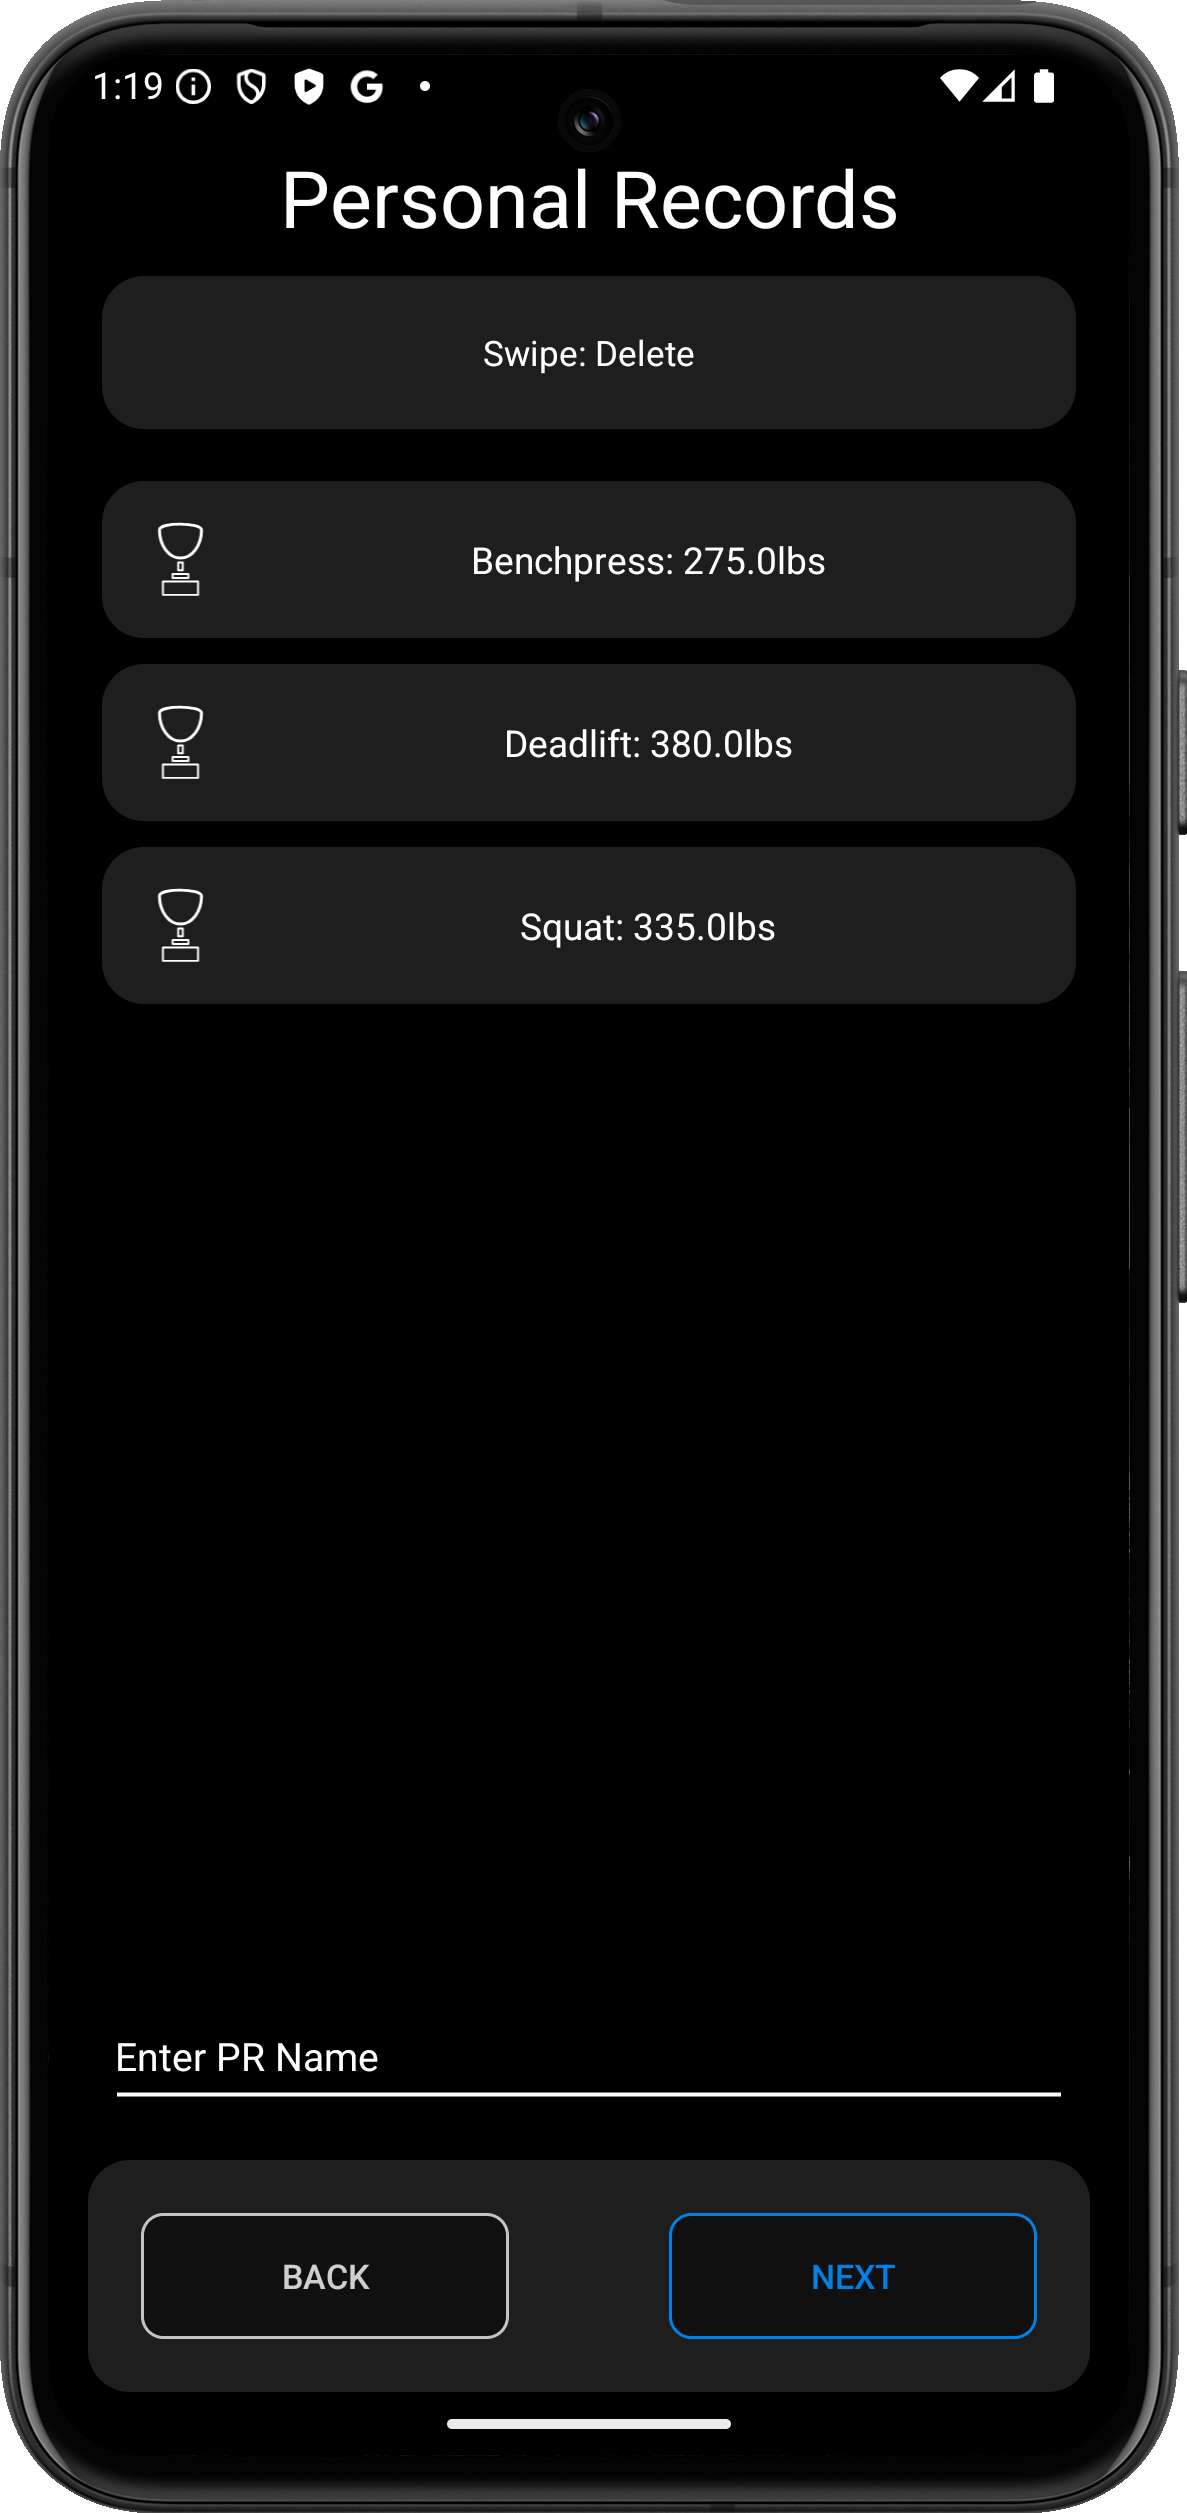 1:19
Personal Records
Swipe: Delete
Benchpress: 275.0lbs
Deadlift: 380.0lbs
Squat: 335.0lbs
Enter PR Name
BACK
NEXT